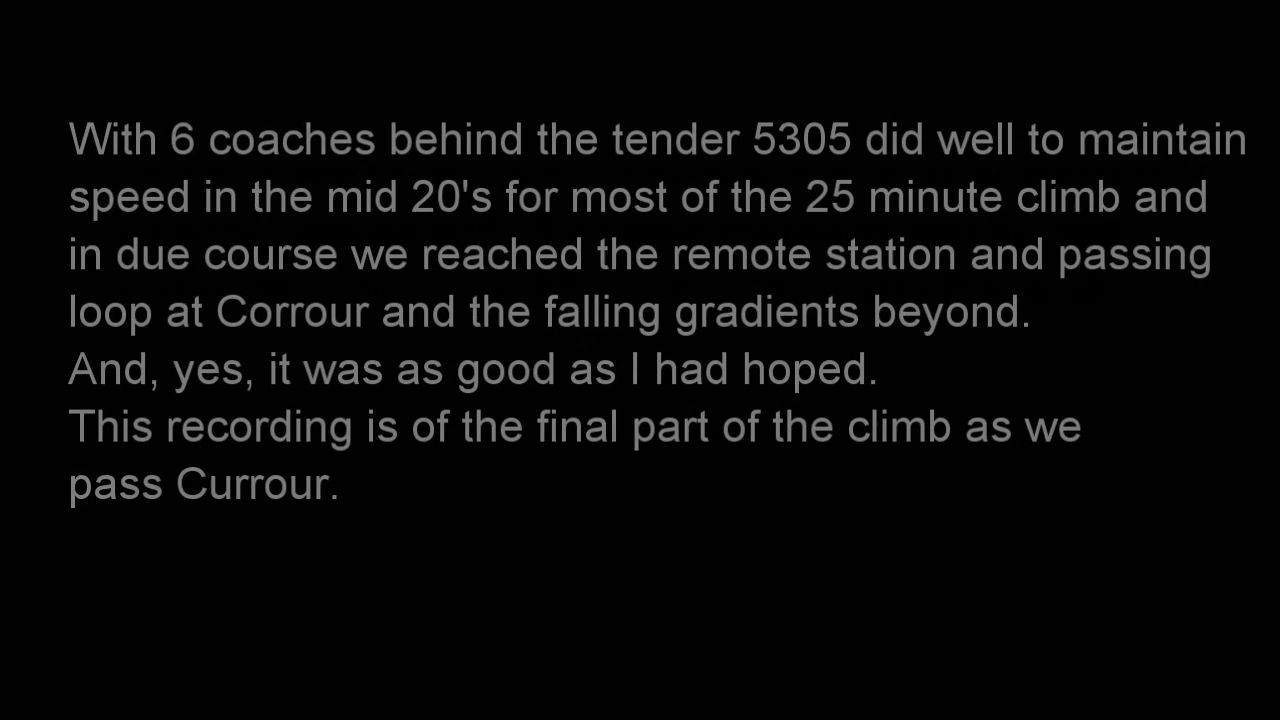 With 6 coaches behind the tender 5305 did well to maintain
speed in the mid 20's for most of the 25 minute climb and
in due course we reached the remote station and passing
loop at Corrour and the falling gradients beyond.
And, yes, it was as good as I had hoped.
This recording is of the final part of the climb as we
pass Currour.